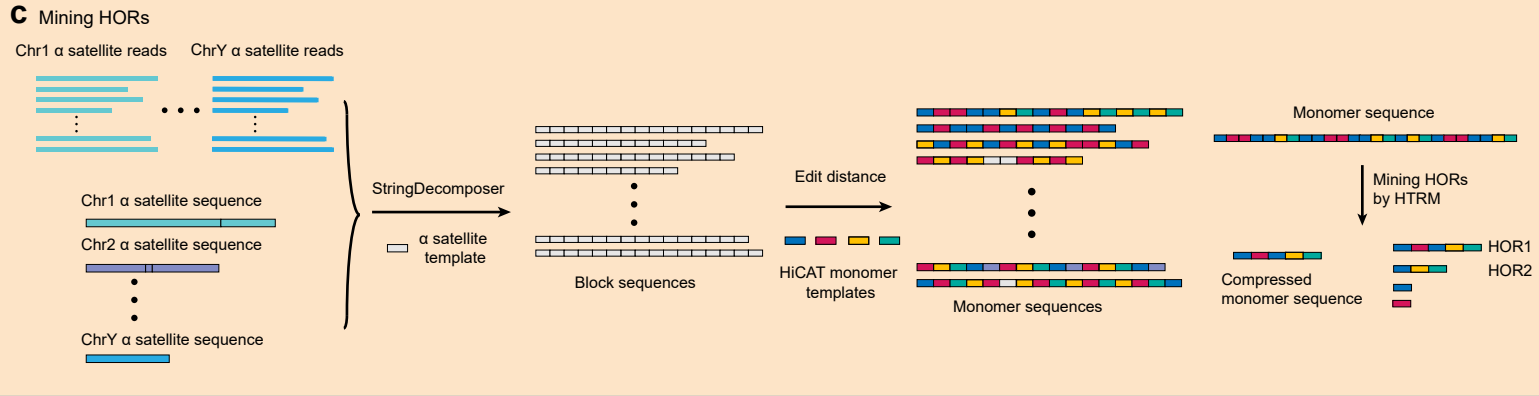 C Mining HORs
Chr1 α satellite reads
ChrY α satellite reads
Chr1 α satellite sequence
Chr2 α satellite sequence
ChrY α satellite sequence
StringDecomposer
α satellite
template
Block sequences
Edit distance
HiCAT monomer
templates
Monomer sequences
Monomer sequence
Mining HORs
by HTRM
Compressed
monomer sequence
HOR1
HOR2